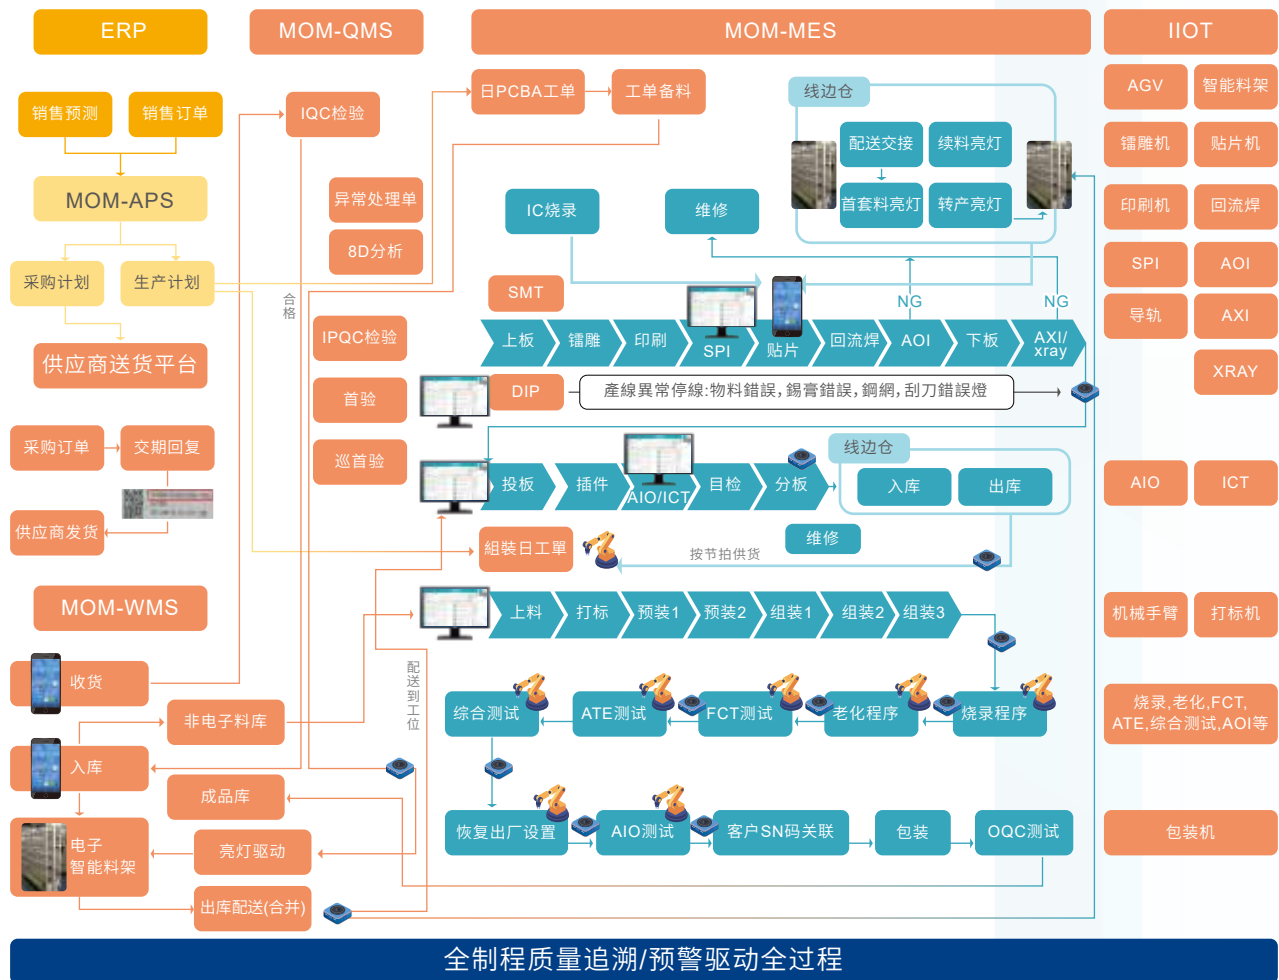 ERP
MOM-QMS
MOM-MES
IIOT
销售预测
销售订单
MOM-APS
采购计划
生产计划
供应商送货平台
采购订单
交期回复
供应商发货
MOM-WMS
收货
入库
电子
智能料架
非电子料库
成品库
亮灯驱动
出库配送(合并)
IQC检验
异常处理单
8D分析
合格
IPQC检验
首验
巡首验
配送到工位
日PCBA工单
工单备料
线边仓
配送交接
续料亮灯
首套料亮灯
转产亮灯
IC烧录
维修
NG
NG
SMT
上板
镭雕
印刷
SPI
贴片
回流焊
AOI
下板
AXI/
xray
DIP
產線異常停線:物料錯誤,錫膏錯誤,鋼網,刮刀錯誤燈
投板
插件
AIO/ICT
目检
分板
线边仓
入库
出库
维修
組裝日工單
按节拍供货
上料
打标
预装1
预装2
组装1
组装2
组装3
综合测试
ATE测试
FCT测试
老化程序
烧录程序
恢复出厂设置
AIO测试
客户SN码关联
包装
OQC测试
AGV
智能料架
镭雕机
贴片机
印刷机
回流焊
SPI
AOI
导轨
AXI
XRAY
AIO
ICT
机械手臂
打标机
烧录,老化,FCT,
ATE,综合测试,AOI等
包装机
全制程质量追溯/预警驱动全过程